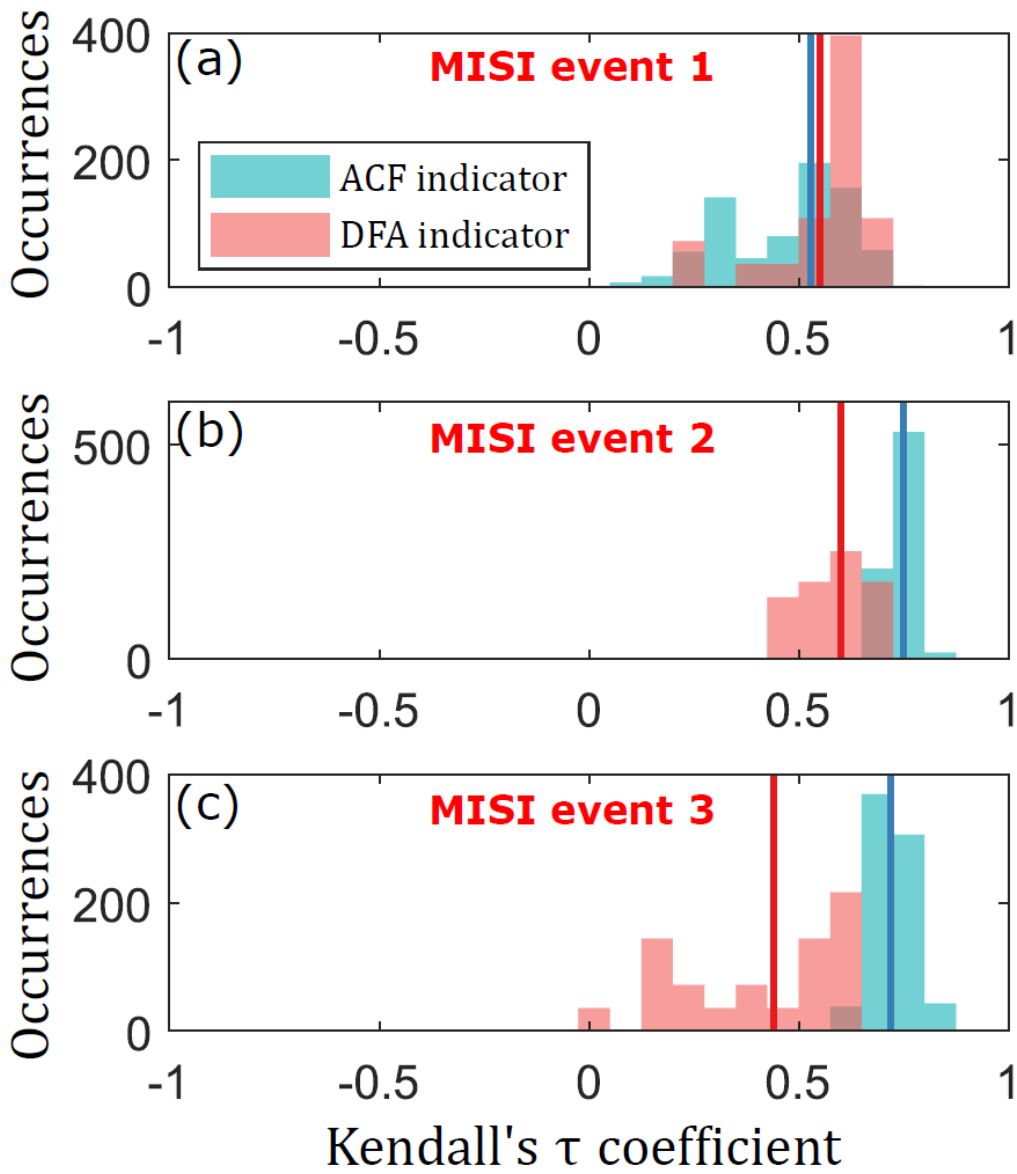 Occurrences
400
200
0
(a)
MISI event 1
ACF indicator
DFA indicator
-1
-0.5
0
0.5
1
Occurrences
500
0
(b)
MISI event 2
-1
-0.5
0
0.5
1
Occurrences
400
200
0
(c)
MISI event 3
-1
-0.5
0
0.5
1
Kendall's τ coefficient